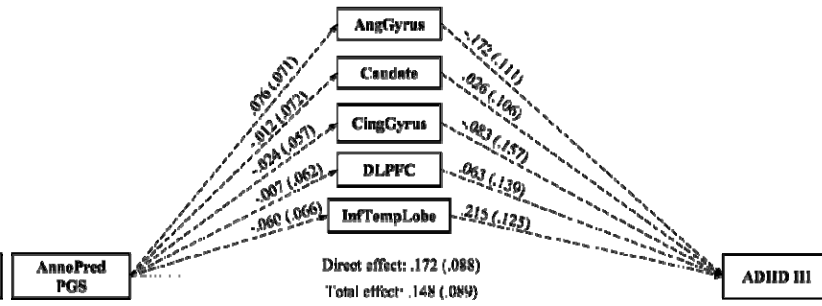 AngGyrus
Caudate
CingGyrus
DLPFC
InfTempLobe
.076 (.071)
-.012 (.072)
-.024 (.057)
-.007 (.062)
-.060 (.066)
-.172 (.111)
.026 (.106)
-.083 (.157)
.063 (.139)
.215 (.125)
AnnoPred
PGS
Direct effect: .172 (.088)
Total effect: .148 (.089)
ADHD III